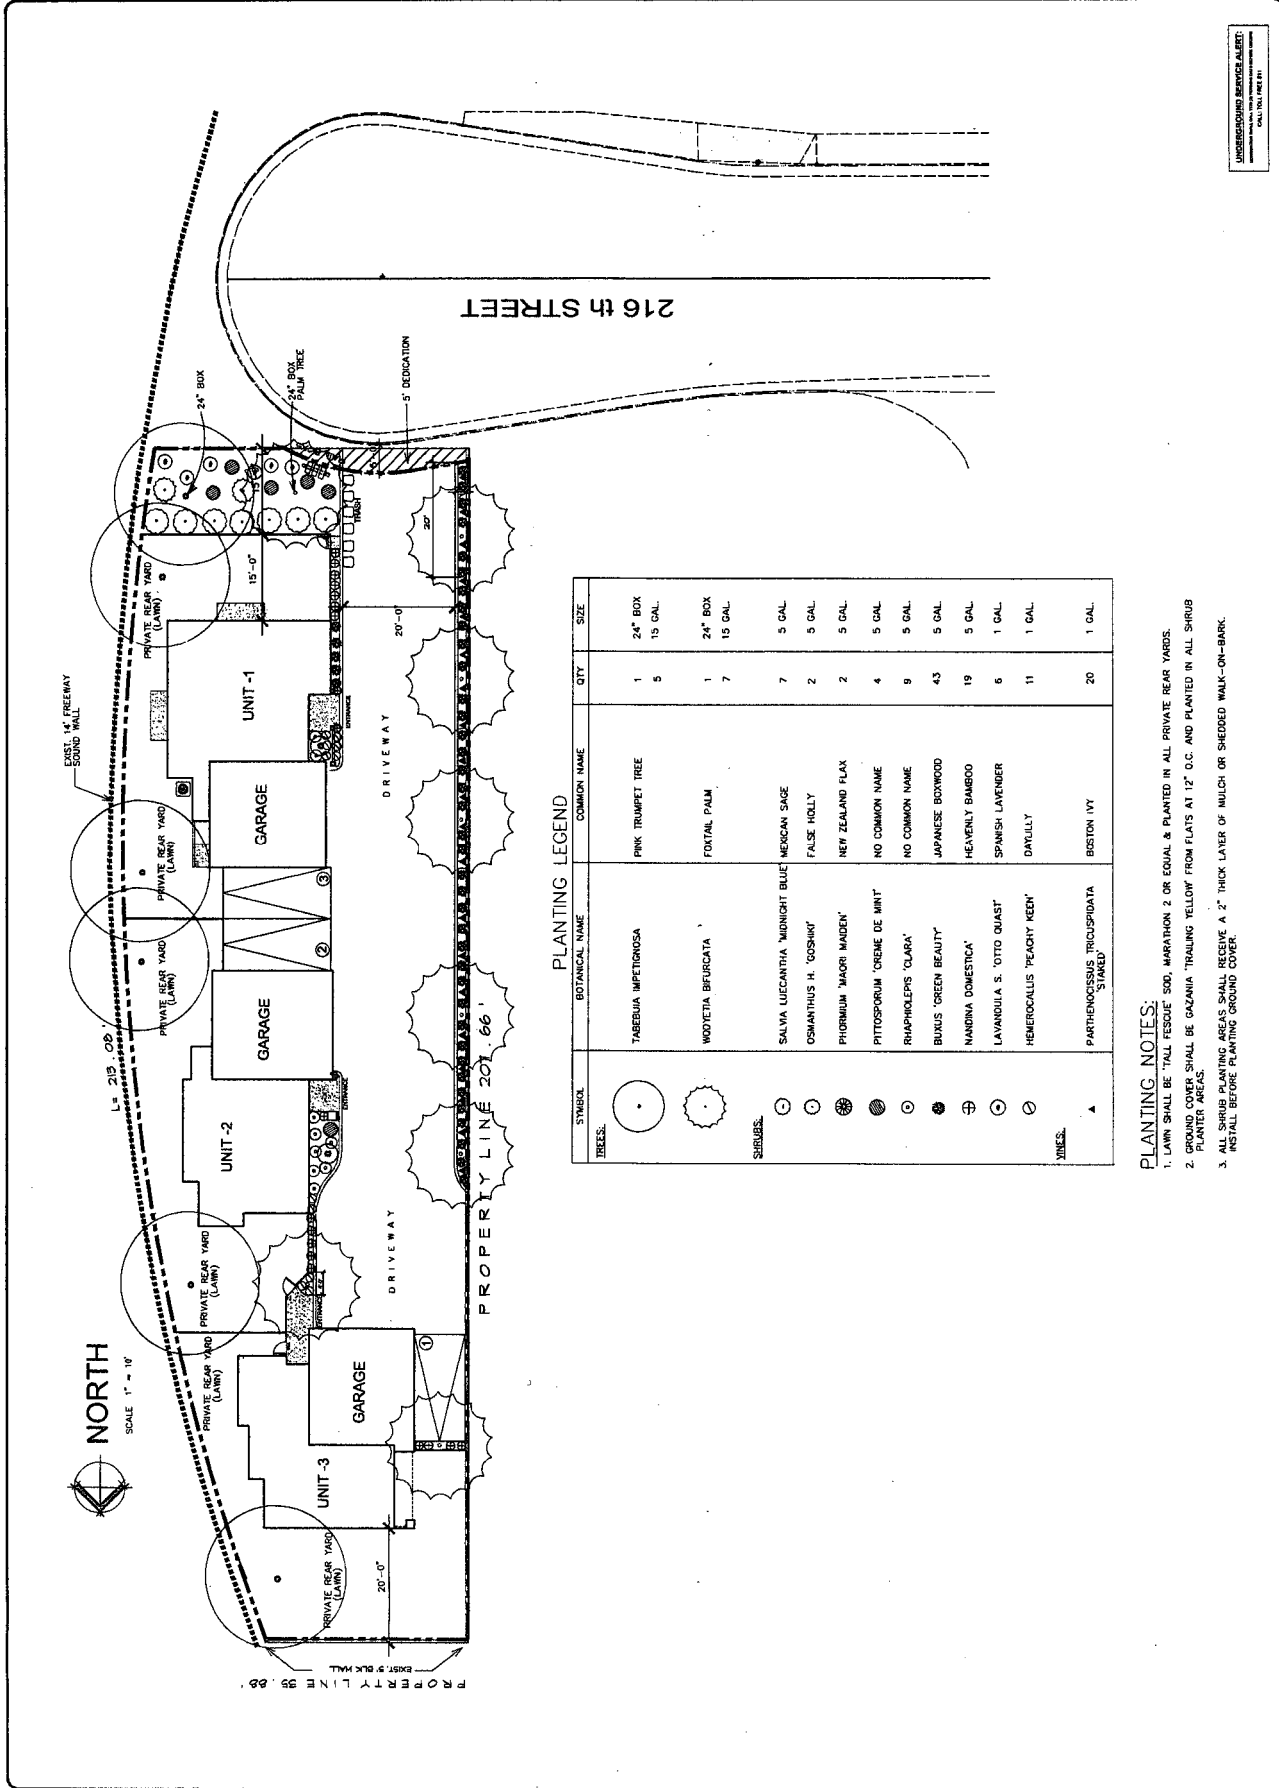 UNDERGROUND SERVICE ALERT:
CALL: TOLL FREE 811
NORTH
SCALE 1" = 10'
L = 213.08'
EXIST. 14' FREEWAY
SOUND WALL
24" BOX
24" BOX
PALM TREE
5' DEDICATION
216 th STREET
PRIVATE REAR YARD
(LAWN)
PRIVATE REAR YARD
(LAWN)
PRIVATE REAR YARD
(LAWN)
PRIVATE REAR YARD
(LAWN)
PRIVATE REAR YARD
(LAWN)
PRIVATE REAR YARD
(LAWN)
UNIT-3
GARAGE
1
UNIT-2
GARAGE
2
3
GARAGE
UNIT-1
ENTRANCE
ENTRANCE
ENTRANCE
TRASH
15'-0"
15'
20'-0"
20'
20'-0"
DRIVEWAY
DRIVEWAY
PROPERTY LINE 207.66'
PROPERTY LINE 55.88'
EXIST. 5' BLK WALL
PLANTING LEGEND
SYMBOL BOTANICAL NAME COMMON NAME QTY SIZE
TREES:
TABEBUIA IMPETIGNOSA PINK TRUMPET TREE 1 24" BOX
5 15 GAL.
WODYETIA BIFURCATA FOXTAIL PALM 1 24" BOX
7 15 GAL.
SHRUBS:
SALVIA LUECANTHA 'MIDNIGHT BLUE' MEXICAN SAGE 7 5 GAL.
OSMANTHUS H. 'GOSHIKI' FALSE HOLLY 2 5 GAL.
PHORMIUM 'MAORI MAIDEN' NEW ZEALAND FLAX 2 5 GAL.
PITTOSPORUM 'CREME DE MINT' NO COMMON NAME 4 5 GAL.
RHAPHIOLEPIS 'CLARA' NO COMMON NAME 9 5 GAL.
BUXUS 'GREEN BEAUTY' JAPANESE BOXWOOD 43 5 GAL.
NANDINA DOMESTICA' HEAVENLY BAMBOO 19 5 GAL.
LAVANDULA S. 'OTTO QUAST' SPANISH LAVENDER 6 1 GAL.
HEMEROCALLIS 'PEACHY KEEN' DAYLILLY 11 1 GAL.
VINES:
PARTHENOCISSUS TRICUSPIDATA BOSTON IVY 20 1 GAL.
'STAKED'
PLANTING NOTES:
1. LAWN SHALL BE 'TALL FESCUE' SOD, MARATHON 2 OR EQUAL & PLANTED IN ALL PRIVATE REAR YARDS.
2. GROUND COVER SHALL BE GAZANIA 'TRAILING YELLOW' FROM FLATS AT 12" O.C. AND PLANTED IN ALL SHRUB
PLANTER AREAS.
3. ALL SHRUB PLANTING AREAS SHALL RECEIVE A 2" THICK LAYER OF MULCH OR SHEDDED WALK-ON-BARK.
INSTALL BEFORE PLANTING GROUND COVER.